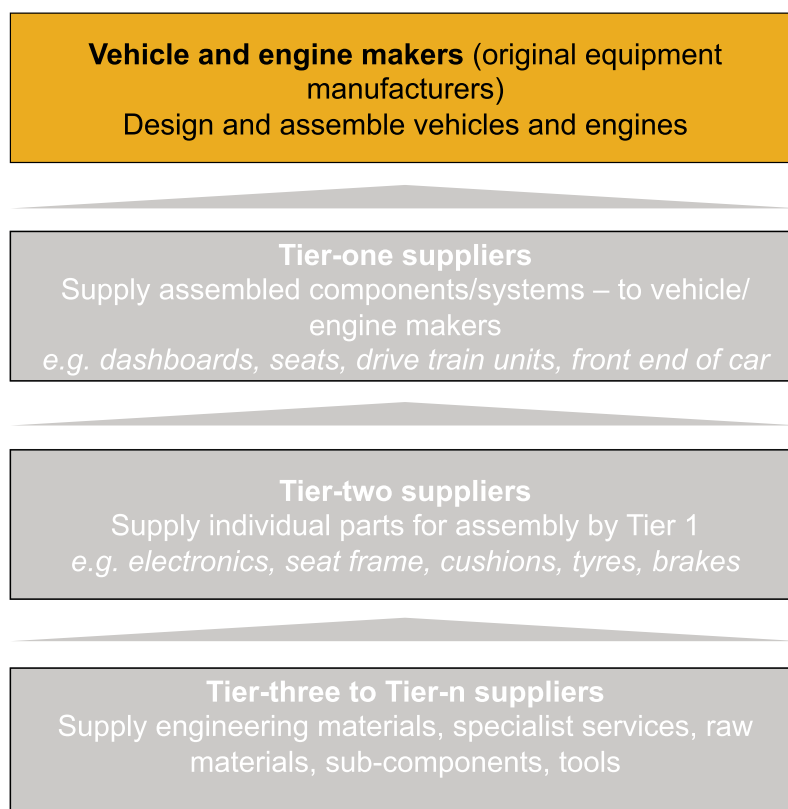 Vehicle and engine makers (original equipment
manufacturers)
Design and assemble vehicles and engines
Tier-one suppliers
Supply assembled components/systems – to vehicle/
engine makers
e.g. dashboards, seats, drive train units, front end of car
Tier-two suppliers
Supply individual parts for assembly by Tier 1
e.g. electronics, seat frame, cushions, tyres, brakes
Tier-three to Tier-n suppliers
Supply engineering materials, specialist services, raw
materials, sub-components, tools